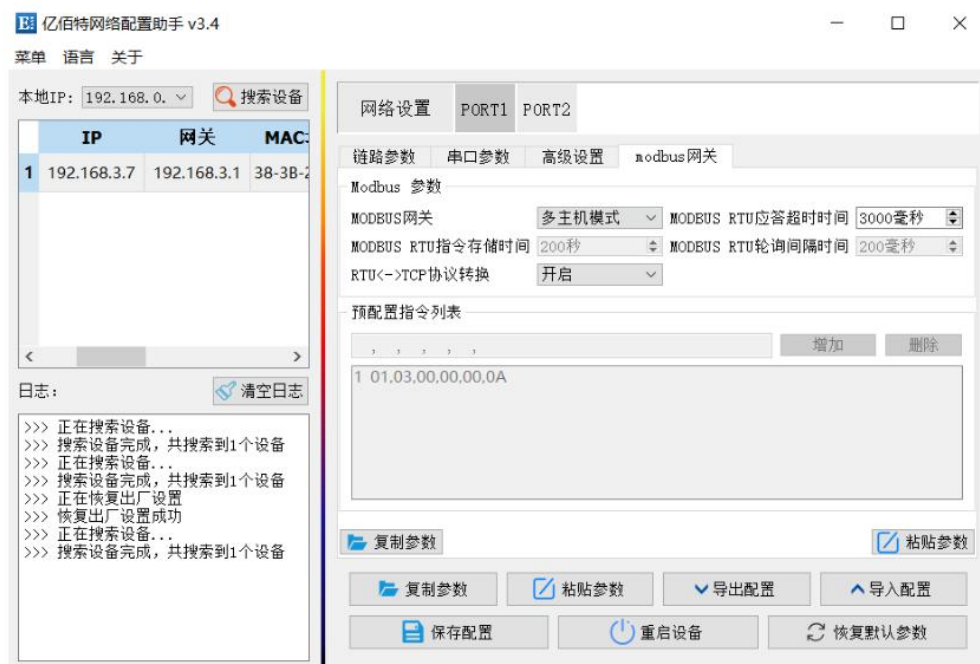 亿佰特网络配置助手 v3.4
菜单 语言 关于
本地IP: 192.168.0. 搜索设备
IP 网关 MAC
1 192.168.3.7 192.168.3.1 38-3B-2
日志:
清空日志
>>> 正在搜索设备...
>>> 搜索设备完成，共搜索到1个设备
>>> 正在搜索设备...
>>> 搜索设备完成，共搜索到1个设备
>>> 正在恢复出厂设置
>>> 恢复出厂设置成功
>>> 正在搜索设备...
>>> 搜索设备完成，共搜索到1个设备
网络设置 PORT1 PORT2
链路参数 串口参数 高级设置 modbus网关
Modbus 参数
MODBUS网关 多主机模式 MODBUS RTU应答超时时间 3000毫秒
MODBUS RTU指令存储时间 200秒 MODBUS RTU轮询间隔时间 200毫秒
RTU<->TCP协议转换 开启
预配置指令列表
, , , , , 增加 删除
1 01,03,00,00,00,0A
复制参数 粘贴参数
复制参数 粘贴参数 导出配置 导入配置
保存配置 重启设备 恢复默认参数